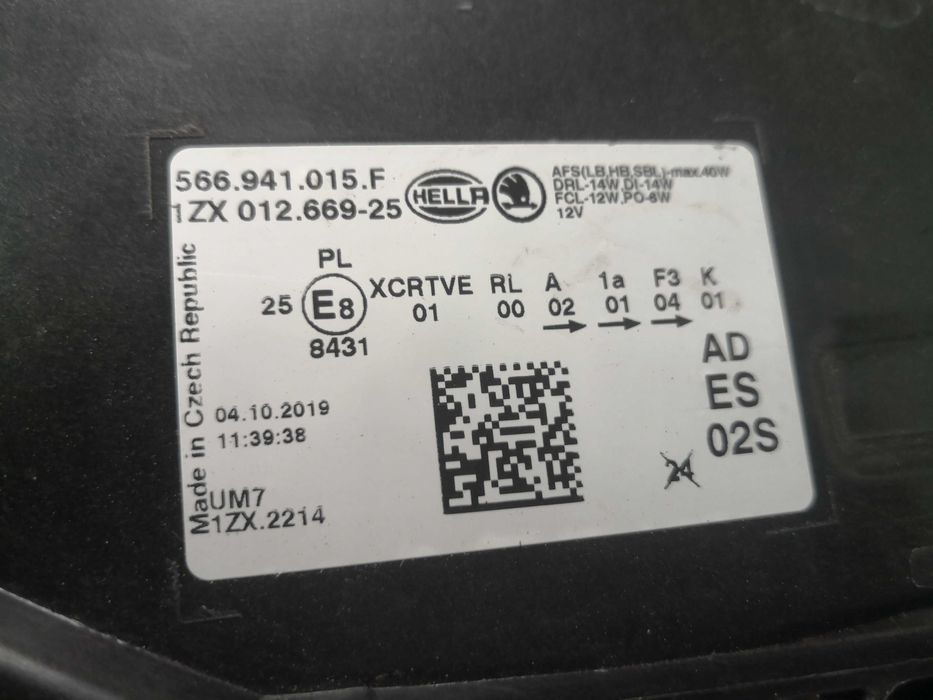 566.941.015.F
1ZX 012.669-25
HELLA
AFS(LB,HB,SBL)-max.40W
DRL-14W,DI-14W
FCL-12W,PO-6W
12V
PL
25 E8
8431
XCRTVE RL A 1a F3 K
01 00 02 01 04 01
AD
ES
02S
24
04.10.2019
11:39:38
UM7
1ZX.2214
Made in Czech Republic